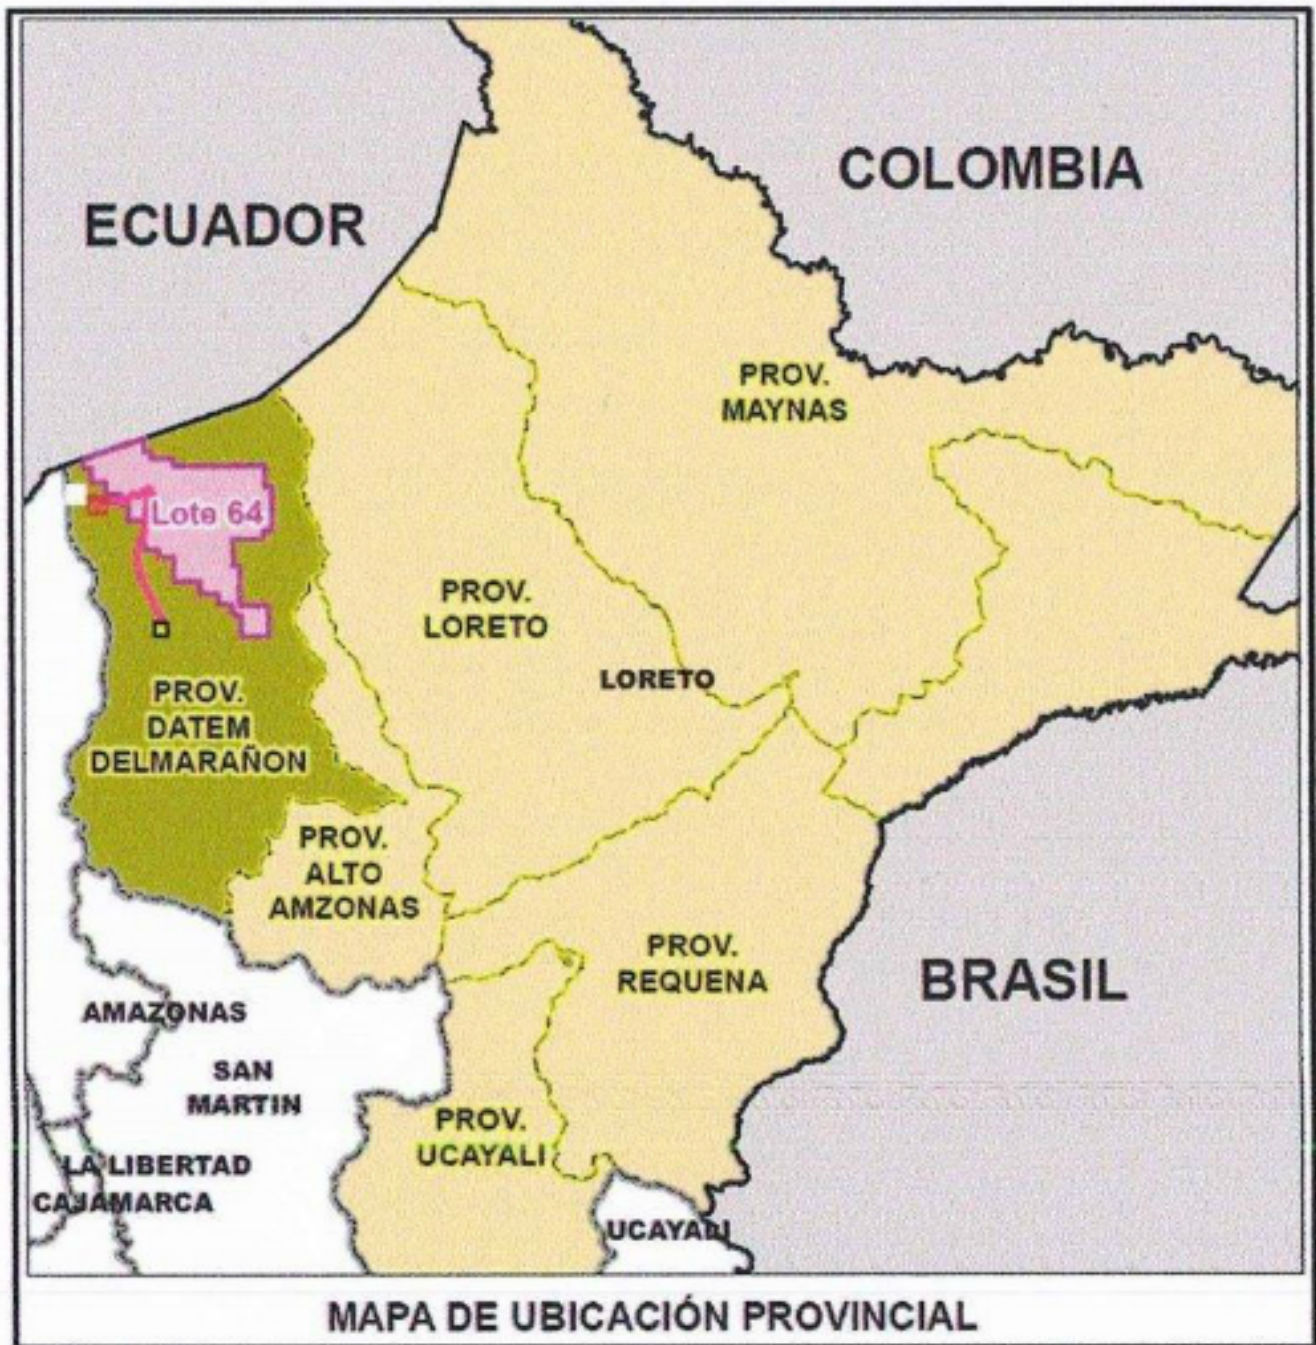 COLOMBIA
ECUADOR
PROV.
MAYNAS
Lote 64
PROV.
LORETO
LORETO
PROV.
DATEM
DELMARAÑON
PROV.
ALTO
AMZONAS
PROV.
REQUENA
BRASIL
AMAZONAS
SAN
MARTIN
PROV.
UCAYALI
LA LIBERTAD
CAJAMARCA
UCAYALI
MAPA DE UBICACIÓN PROVINCIAL